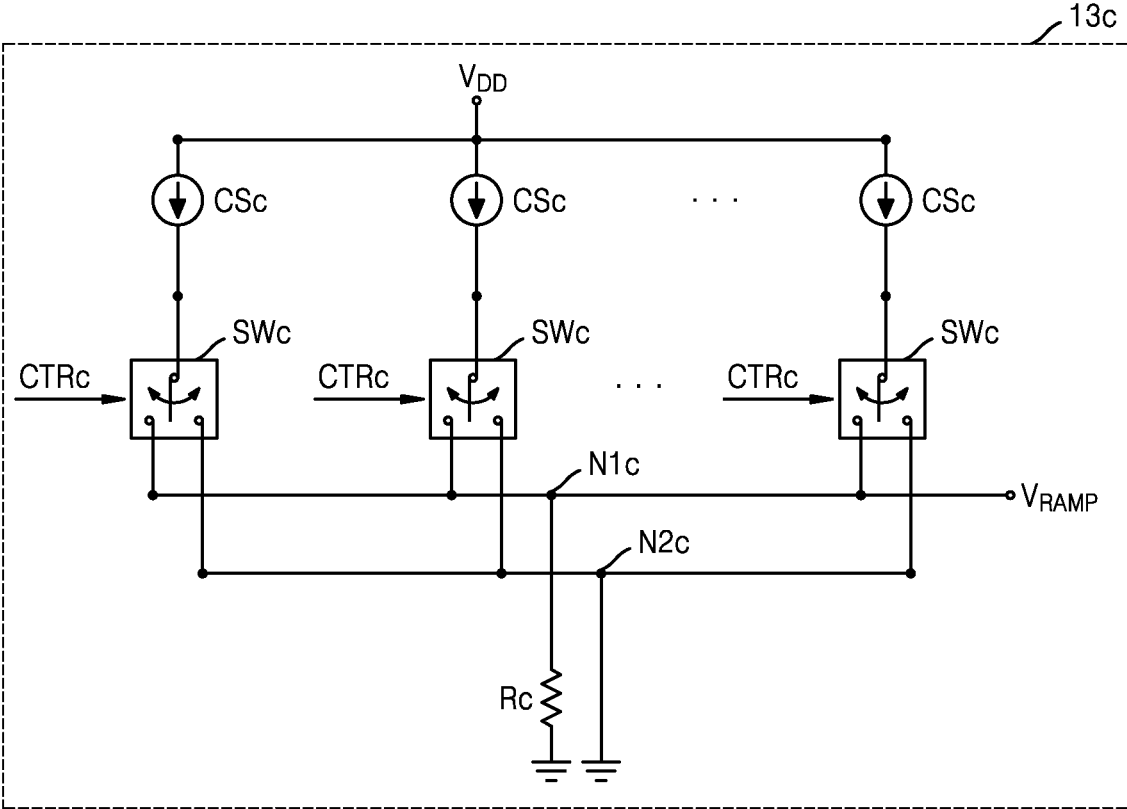 13c
VDD
CSc CSc . . . CSc
SWc SWc SWc
CTRc CTRc . . . CTRc
N1c
VRAMP
N2c
Rc